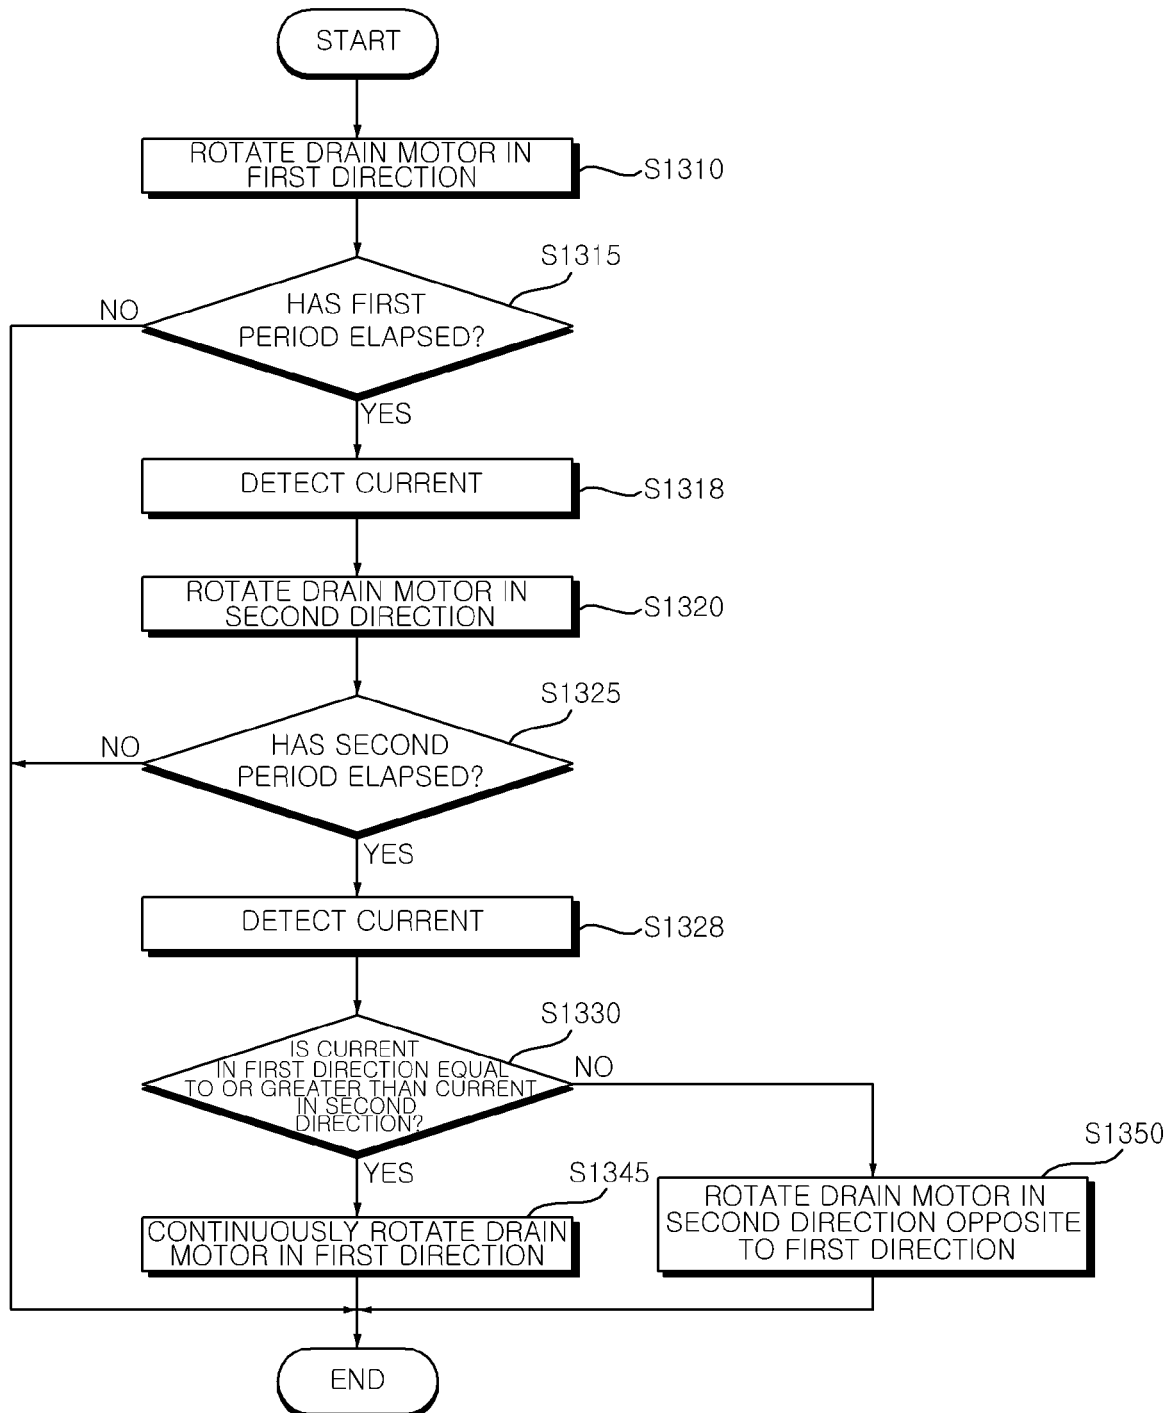 START
ROTATE DRAIN MOTOR IN
FIRST DIRECTION
S1310
S1315
HAS FIRST
PERIOD ELAPSED?
NO
YES
DETECT CURRENT
S1318
ROTATE DRAIN MOTOR IN
SECOND DIRECTION
S1320
S1325
HAS SECOND
PERIOD ELAPSED?
NO
YES
DETECT CURRENT
S1328
S1330
IS CURRENT
IN FIRST DIRECTION EQUAL
TO OR GREATER THAN CURRENT
IN SECOND
DIRECTION?
NO
YES
S1345
CONTINUOUSLY ROTATE DRAIN
MOTOR IN FIRST DIRECTION
S1350
ROTATE DRAIN MOTOR IN
SECOND DIRECTION OPPOSITE
TO FIRST DIRECTION
END